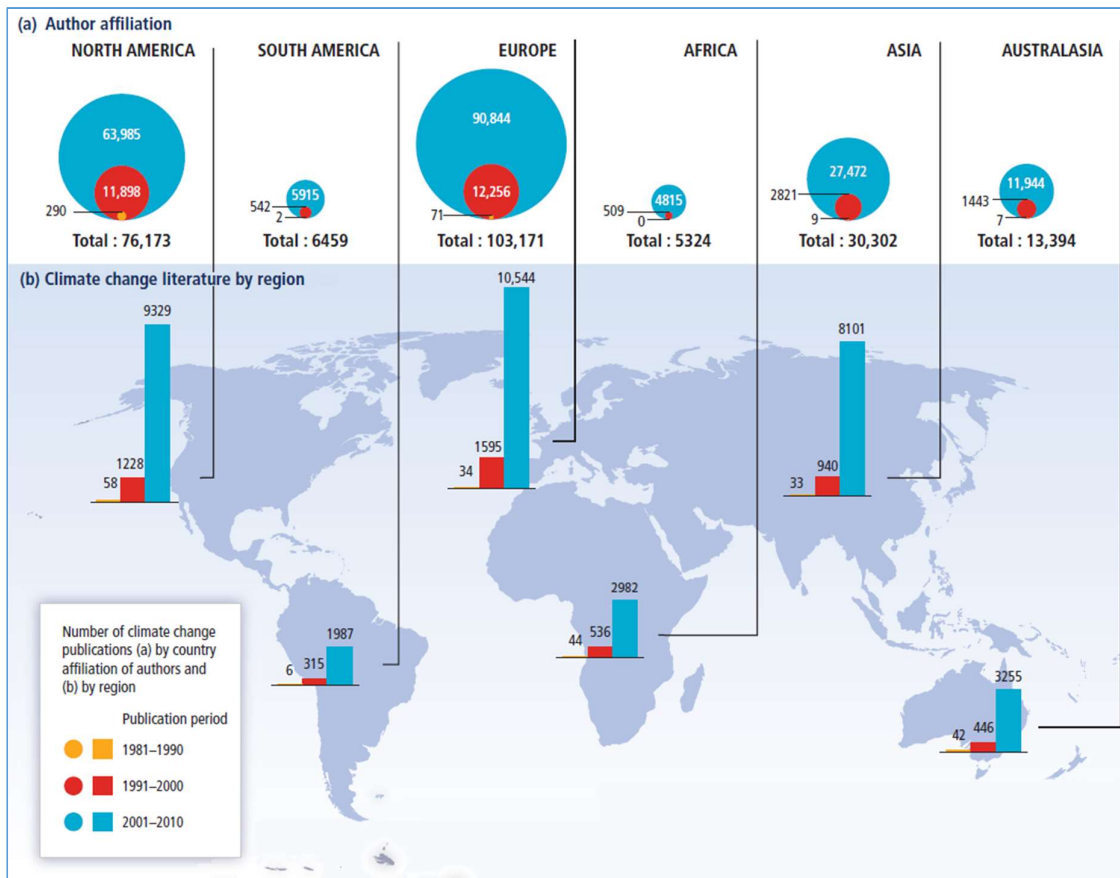 (a) Author affiliation
NORTH AMERICA
SOUTH AMERICA
EUROPE
AFRICA
ASIA
AUSTRALASIA
63,985
11,898
290
Total : 76,173
5915
542
2
Total : 6459
90,844
12,256
71
Total : 103,171
4815
509
0
Total : 5324
27,472
2821
9
Total : 30,302
11,944
1443
7
Total : 13,394
(b) Climate change literature by region
58
1228
9329
34
1595
10,544
33
940
8101
6
315
1987
44
536
2982
42
446
3255
Number of climate change
publications (a) by country
affiliation of authors and
(b) by region
Publication period
1981–1990
1991–2000
2001–2010